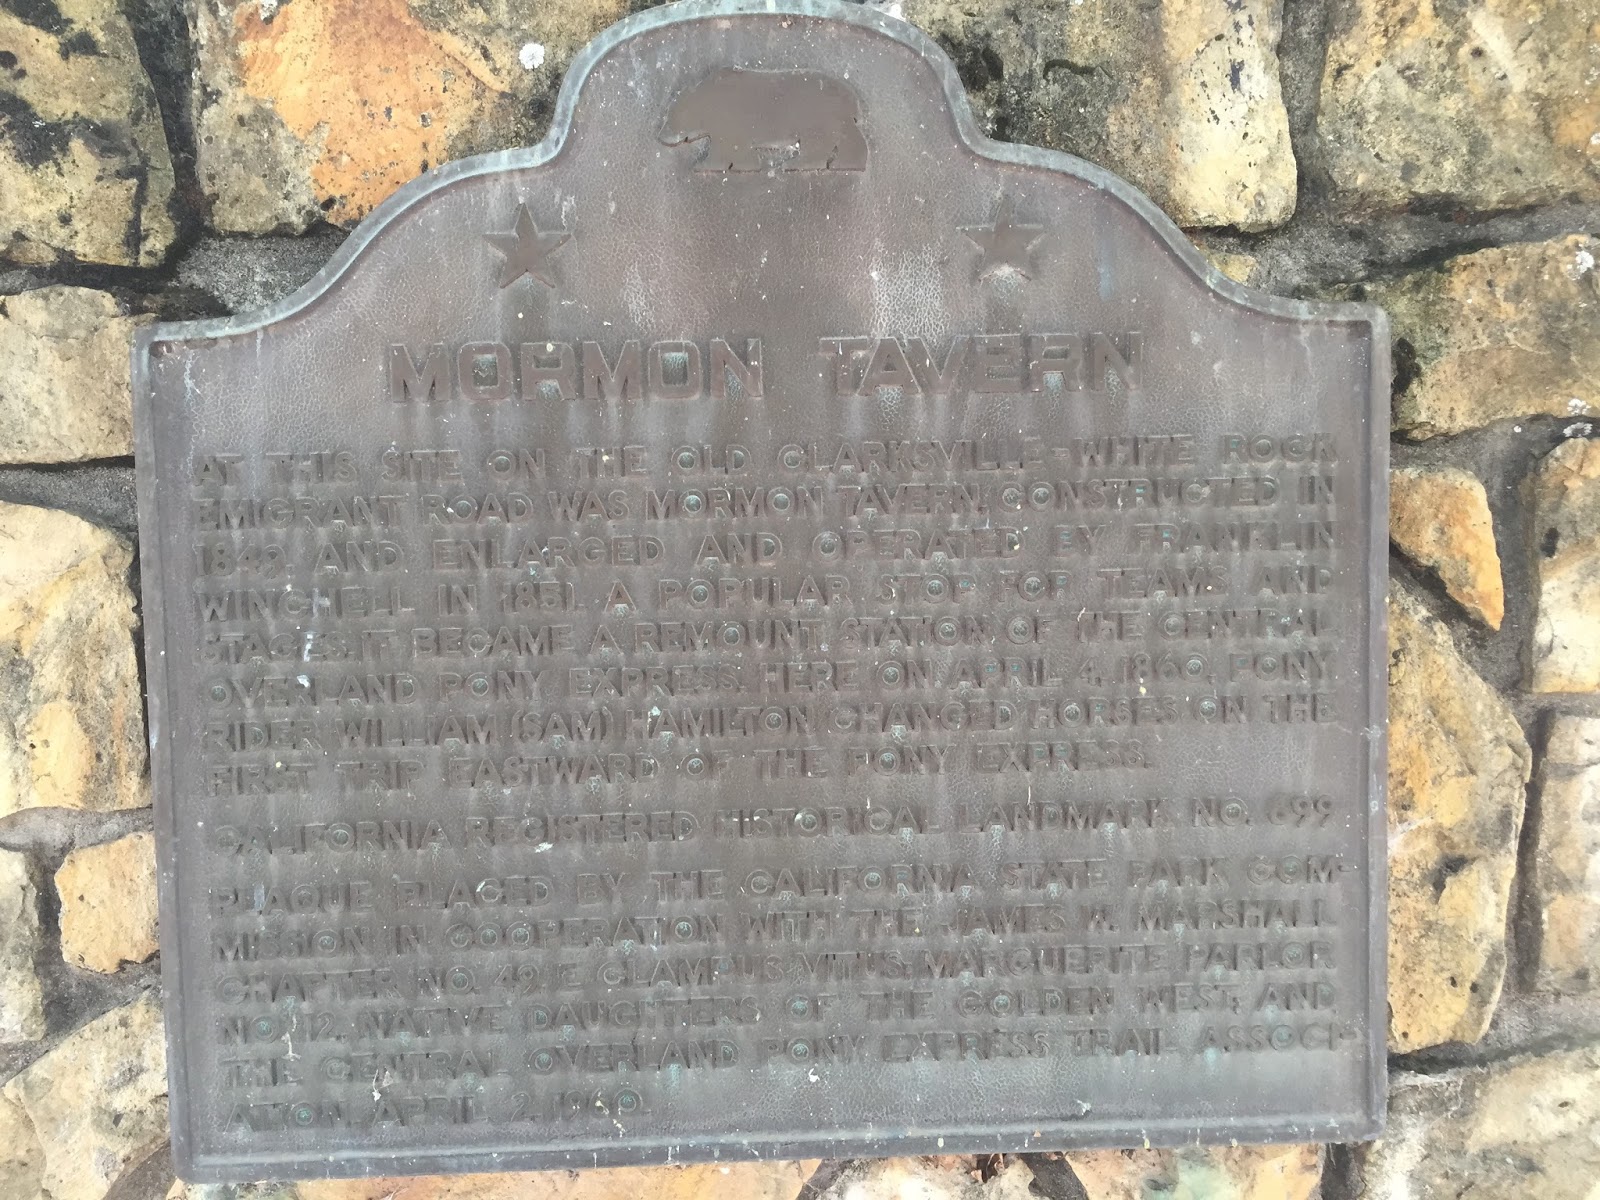 MORMON TAVERN
AT THIS SITE ON THE OLD CLARKSVILLE-WHITE ROCK
EMIGRANT ROAD WAS MORMON TAVERN, CONSTRUCTED IN
1849 AND ENLARGED AND OPERATED BY FRANKLIN
WINCHELL IN 1851. A POPULAR STOP FOR TEAMS AND
STAGES, IT BECAME A REMOUNT STATION OF THE CENTRAL
OVERLAND PONY EXPRESS. HERE ON APRIL 4, 1860, PONY
RIDER WILLIAM (SAM) HAMILTON CHANGED HORSES ON THE
FIRST TRIP EASTWARD OF THE PONY EXPRESS.
CALIFORNIA REGISTERED HISTORICAL LANDMARK NO. 699
PLAQUE PLACED BY THE CALIFORNIA STATE PARK COM-
MISSION IN COOPERATION WITH THE JAMES W. MARSHALL
CHAPTER NO. 49, E CLAMPUS VITUS, MARGUERITE PARLOR
NO. 12, NATIVE DAUGHTERS OF THE GOLDEN WEST, AND
THE CENTRAL OVERLAND PONY EXPRESS TRAIL ASSOCI-
ATION, APRIL 2, 1960.